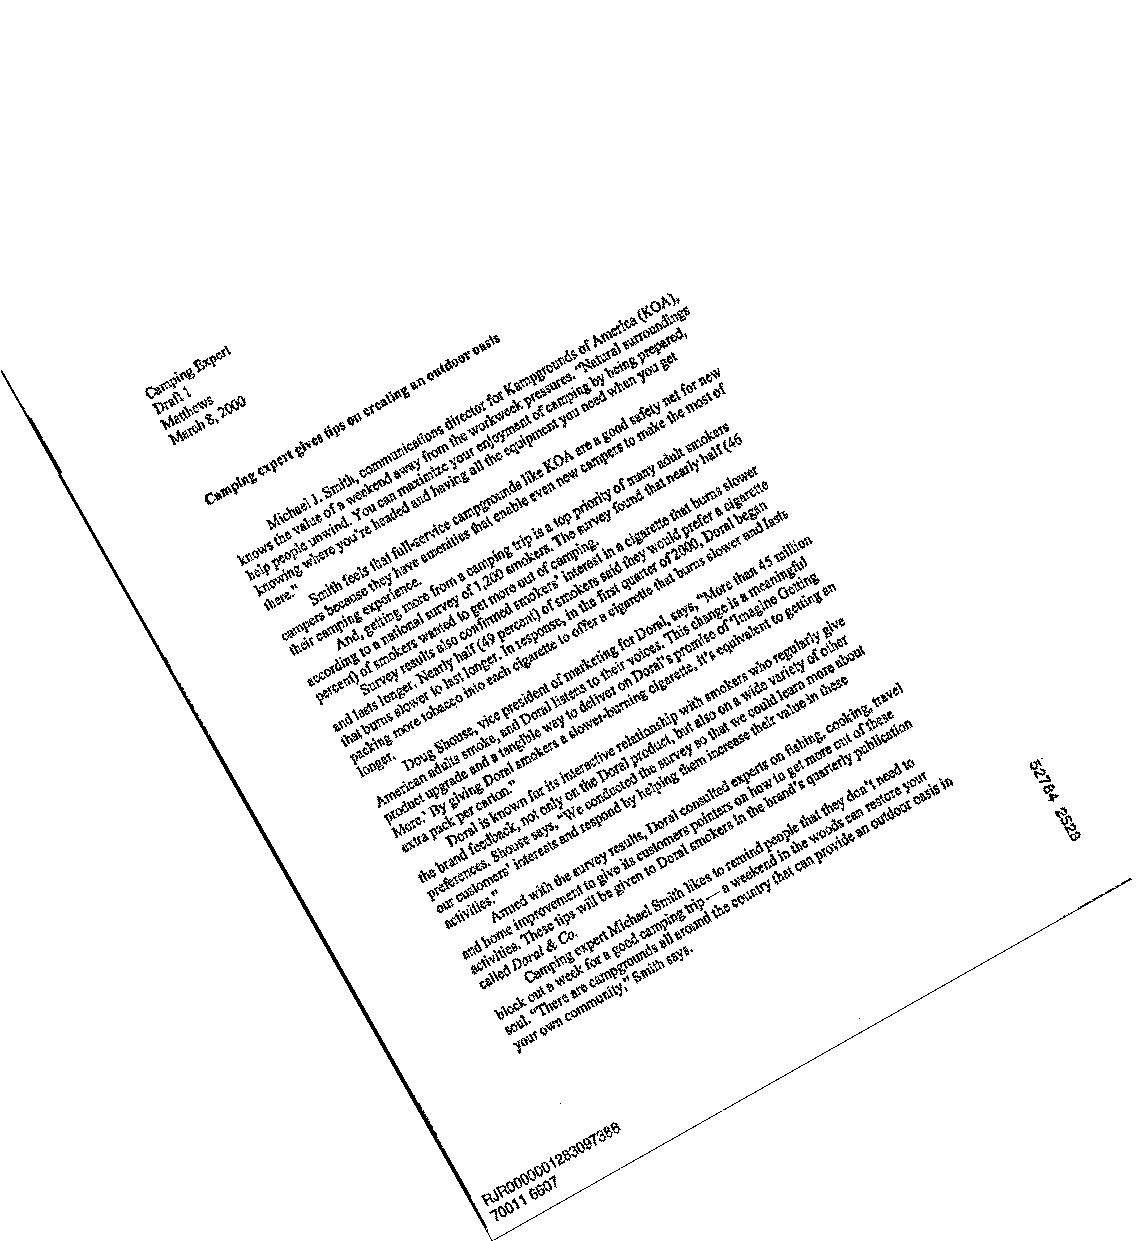 Camping Expert
Draft 1
Matthews
March 8, 2000
Camping expert gives tips on creating an outdoor oasis
Michael J. Smith, communications director for Kampgrounds of America (KOA),
knows the value of a weekend away from the workweek pressures. "Natural surroundings
help people unwind. You can maximize your enjoyment of camping by being prepared,
knowing where you're headed and having all the equipment you need when you get
there."
Smith feels that full-service campgrounds like KOA are a good safety net for new
campers because they have amenities that enable even new campers to make the most of
their camping experience.
And, getting more from a camping trip is a top priority of many adult smokers
according to a national survey of 1,200 smokers. The survey found that nearly half (46
percent) of smokers wanted to get more out of camping.
Survey results also confirmed smokers' interest in a cigarette that burns slower
and lasts longer. Nearly half (49 percent) of smokers said they would prefer a cigarette
that burns slower to last longer. In response, in the first quarter of 2000, Doral began
packing more tobacco into each cigarette to offer a cigarette that burns slower and lasts
longer.
Doug Shouse, vice president of marketing for Doral, says, "More than 45 million
American adults smoke, and Doral listens to their voices. This change is a meaningful
product upgrade and a tangible way to deliver on Doral's promise of 'Imagine Getting
More.' By giving Doral smokers a slower-burning cigarette, it's equivalent to getting an
extra pack per carton."
Doral is known for its interactive relationship with smokers who regularly give
the brand feedback, not only on the Doral product, but also on a wide variety of other
preferences. Shouse says, "We conducted the survey so that we could learn more about
our customers' interests and respond by helping them increase their value in these
activities."
Armed with the survey results, Doral consulted experts on fishing, cooking, travel
and home improvement to give its customers pointers on how to get more out of these
activities. These tips will be given to Doral smokers in the brand's quarterly publication
called Doral & Co.
Camping expert Michael Smith likes to remind people that they don't need to
block out a week for a good camping trip — a weekend in the woods can restore your
soul. "There are campgrounds all around the country that can provide an outdoor oasis in
your own community," Smith says.
52784 2528
RJR0000001283097388
70011 6607